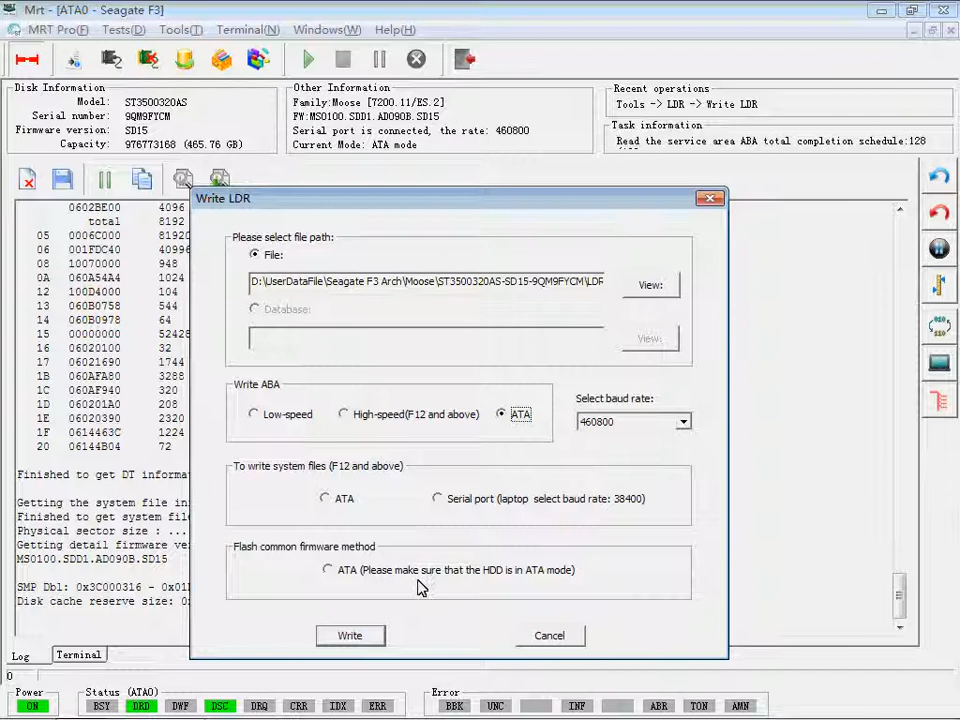 Mrt - [ATA0 - Seagate F3]
MRT Pro(F) Tests(D) Tools(T) Terminal(N) Windows(W) Help(H)
Disk Information
Model: ST3500320AS
Serial number: 9QM9FYCM
Firmware version: SD15
Capacity: 976773168 (465.76 GB)
Other Information
Family:Moose [7200.11/ES.2]
FW:MS0100.SDD1.AD090B.SD15
Serial port is connected, the rate: 460800
Current Mode: ATA mode
Recent operations
Tools -> LDR -> Write LDR
Task information
Read the service area ABA total completion schedule:128
0602BE00 4096
total 8192
05 0006C000 81920
06 001FDC40 40996
08 10070000 948
0A 060A54A4 1024
12 100D4000 104
13 060B0758 544
14 060B0978 64
15 00000000 52428
16 06020100 32
17 06021690 1744
1B 060AFA80 3288
1C 060AF940 320
1D 060201A0 208
1E 06020390 2320
1F 0614463C 1224
20 06144B04 72
Finished to get DT informat
Getting the system file in
Finished to get system file
Physical sector size : ...
Getting detail firmware ve
MS0100.SDD1.AD090B.SD15
SMP Dbl: 0x3C000316 - 0x01
Disk cache reserve size: 0
Write LDR
Please select file path:
File:
D:\UserDataFile\Seagate F3 Arch\Moose\ST3500320AS-SD15-9QM9FYCM\LDR
View:
Database:
View:
Write ABA
Low-speed High-speed(F12 and above) ATA
Select baud rate:
460800
To write system files (F12 and above)
ATA Serial port (laptop select baud rate: 38400)
Flash common firmware method
ATA (Please make sure that the HDD is in ATA mode)
Write Cancel
Log Terminal
0
Power
ON
Status (ATA0)
BSY DRD DWF DSC DRQ CRR IDX ERR
Error
BBK UNC INF ABR TON AMN